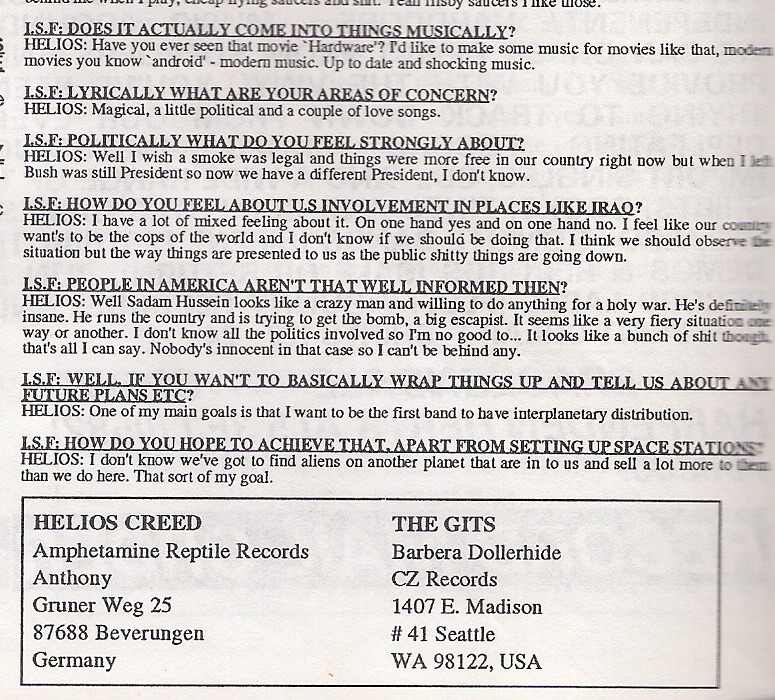 behind me when I play, cheap flying saucers and shit. Yeah frisby saucers I like those.
I.S.F: DOES IT ACTUALLY COME INTO THINGS MUSICALLY?
HELIOS: Have you ever seen that movie `Hardware'? I'd like to make some music for movies like that, modern
movies you know `android' - modern music. Up to date and shocking music.
I.S.F: LYRICALLY WHAT ARE YOUR AREAS OF CONCERN?
HELIOS: Magical, a little political and a couple of love songs.
I.S.F: POLITICALLY WHAT DO YOU FEEL STRONGLY ABOUT?
HELIOS: Well I wish a smoke was legal and things were more free in our country right now but when I left
Bush was still President so now we have a different President, I don't know.
I.S.F: HOW DO YOU FEEL ABOUT U.S INVOLVEMENT IN PLACES LIKE IRAQ?
HELIOS: I have a lot of mixed feeling about it. On one hand yes and on one hand no. I feel like our country
want's to be the cops of the world and I don't know if we should be doing that. I think we should observe the
situation but the way things are presented to us as the public shitty things are going down.
I.S.F: PEOPLE IN AMERICA AREN'T THAT WELL INFORMED THEN?
HELIOS: Well Sadam Hussein looks like a crazy man and willing to do anything for a holy war. He's definitely
insane. He runs the country and is trying to get the bomb, a big escapist. It seems like a very fiery situation one
way or another. I don't know all the politics involved so I'm no good to... It looks like a bunch of shit though,
that's all I can say. Nobody's innocent in that case so I can't be behind any.
I.S.F: WELL, IF YOU WAN'T TO BASICALLY WRAP THINGS UP AND TELL US ABOUT ANY
FUTURE PLANS ETC?
HELIOS: One of my main goals is that I want to be the first band to have interplanetary distribution.
I.S.F: HOW DO YOU HOPE TO ACHIEVE THAT, APART FROM SETTING UP SPACE STATIONS?
HELIOS: I don't know we've got to find aliens on another planet that are in to us and sell a lot more to them
than we do here. That sort of my goal.
HELIOS CREED
Amphetamine Reptile Records
Anthony
Gruner Weg 25
87688 Beverungen
Germany
THE GITS
Barbera Dollerhide
CZ Records
1407 E. Madison
# 41 Seattle
WA 98122, USA